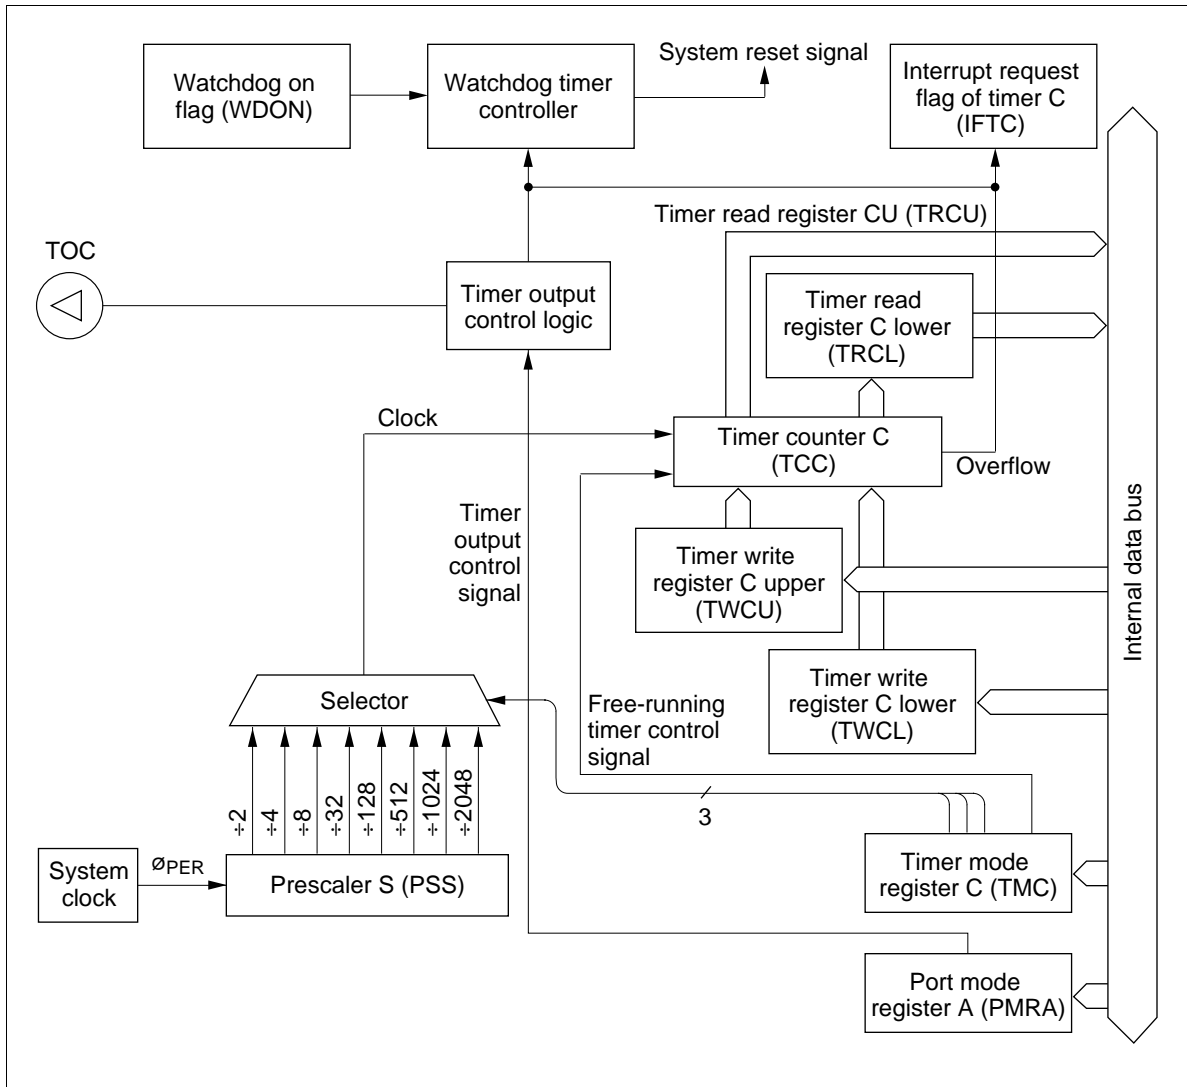 System reset signal
Watchdog on
flag (WDON)
Watchdog timer
controller
Interrupt request
flag of timer C
(IFTC)
Timer read register CU (TRCU)
TOC
Timer output
control logic
Timer read
register C lower
(TRCL)
Clock
Timer counter C
(TCC)
Overflow
Timer
output
control
signal
Timer write
register C upper
(TWCU)
Internal data bus
Selector
Free-running
timer control
signal
Timer write
register C lower
(TWCL)
÷2
÷4
÷8
÷32
÷128
÷512
÷1024
÷2048
3
System
clock
øPER
Prescaler S (PSS)
Timer mode
register C (TMC)
Port mode
register A (PMRA)